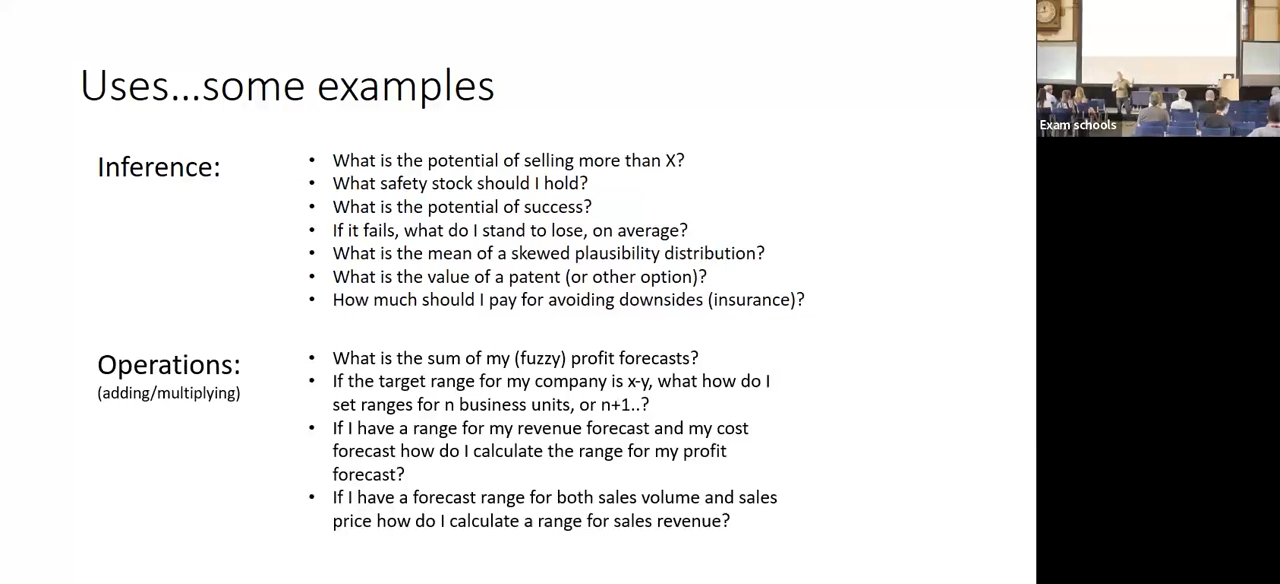 Uses...some examples
Inference:
• What is the potential of selling more than X?
• What safety stock should I hold?
• What is the potential of success?
• If it fails, what do I stand to lose, on average?
• What is the mean of a skewed plausibility distribution?
• What is the value of a patent (or other option)?
• How much should I pay for avoiding downsides (insurance)?
Operations:
(adding/multiplying)
• What is the sum of my (fuzzy) profit forecasts?
• If the target range for my company is x-y, what how do I
set ranges for n business units, or n+1..?
• If I have a range for my revenue forecast and my cost
forecast how do I calculate the range for my profit
forecast?
• If I have a forecast range for both sales volume and sales
price how do I calculate a range for sales revenue?
Exam schools